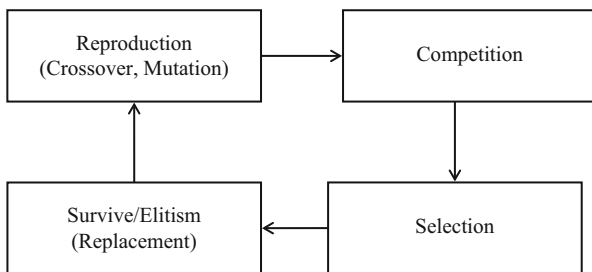 Reproduction
(Crossover, Mutation)
Competition
Survive/Elitism
(Replacement)
Selection